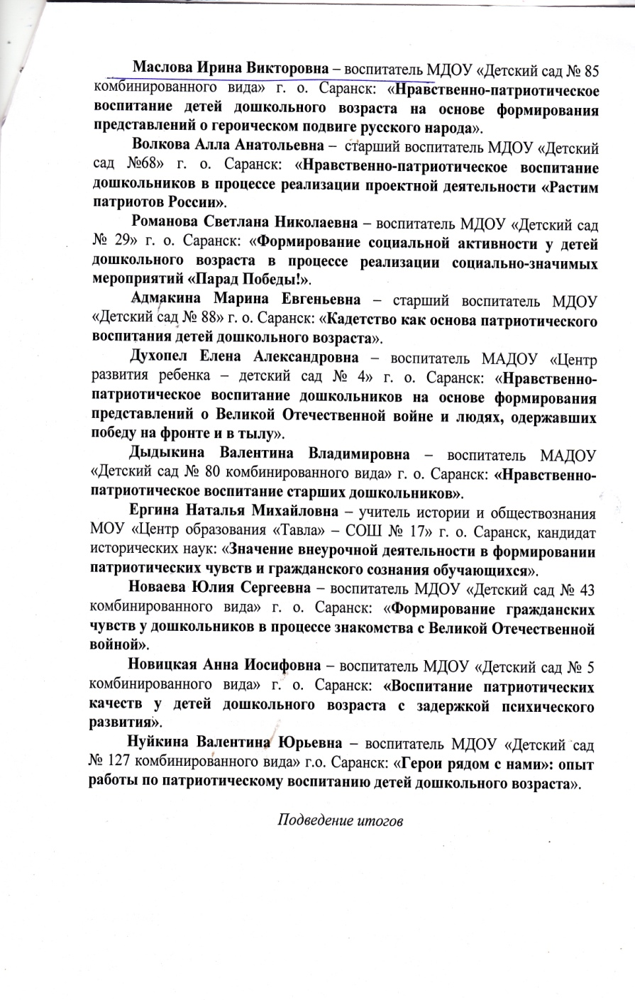 Маслова Ирина Викторовна – воспитатель МДОУ «Детский сад № 85
комбинированного вида» г. о. Саранск: «Нравственно-патриотическое
воспитание детей дошкольного возраста на основе формирования
представлений о героическом подвиге русского народа».
Волкова Алла Анатольевна – старший воспитатель МДОУ «Детский
сад №68» г. о. Саранск: «Нравственно-патриотическое воспитание
дошкольников в процессе реализации проектной деятельности «Растим
патриотов России».
Романова Светлана Николаевна – воспитатель МДОУ «Детский сад
№ 29» г. о. Саранск: «Формирование социальной активности у детей
дошкольного возраста в процессе реализации социально-значимых
мероприятий «Парад Победы!».
Адмакина Марина Евгеньевна – старший воспитатель МДОУ
«Детский сад № 88» г. о. Саранск: «Кадетство как основа патриотического
воспитания детей дошкольного возраста».
Духопел Елена Александровна – воспитатель МАДОУ «Центр
развития ребенка – детский сад № 4» г. о. Саранск: «Нравственно-
патриотическое воспитание дошкольников на основе формирования
представлений о Великой Отечественной войне и людях, одержавших
победу на фронте и в тылу».
Дыдыкина Валентина Владимировна – воспитатель МАДОУ
«Детский сад № 80 комбинированного вида» г. о. Саранск: «Нравственно-
патриотическое воспитание старших дошкольников».
Ергина Наталья Михайловна – учитель истории и обществознания
МОУ «Центр образования «Тавла» – СОШ № 17» г. о. Саранск, кандидат
исторических наук: «Значение внеурочной деятельности в формировании
патриотических чувств и гражданского сознания обучающихся».
Новаева Юлия Сергеевна – воспитатель МДОУ «Детский сад № 43
комбинированного вида» г. о. Саранск: «Формирование гражданских
чувств у дошкольников в процессе знакомства с Великой Отечественной
войной».
Новицкая Анна Иосифовна – воспитатель МДОУ «Детский сад № 5
комбинированного вида» г. о. Саранск: «Воспитание патриотических
качеств у детей дошкольного возраста с задержкой психического
развития».
Нуйкина Валентина Юрьевна – воспитатель МДОУ «Детский сад
№ 127 комбинированного вида» г.о. Саранск: «Герои рядом с нами»: опыт
работы по патриотическому воспитанию детей дошкольного возраста».
Подведение итогов